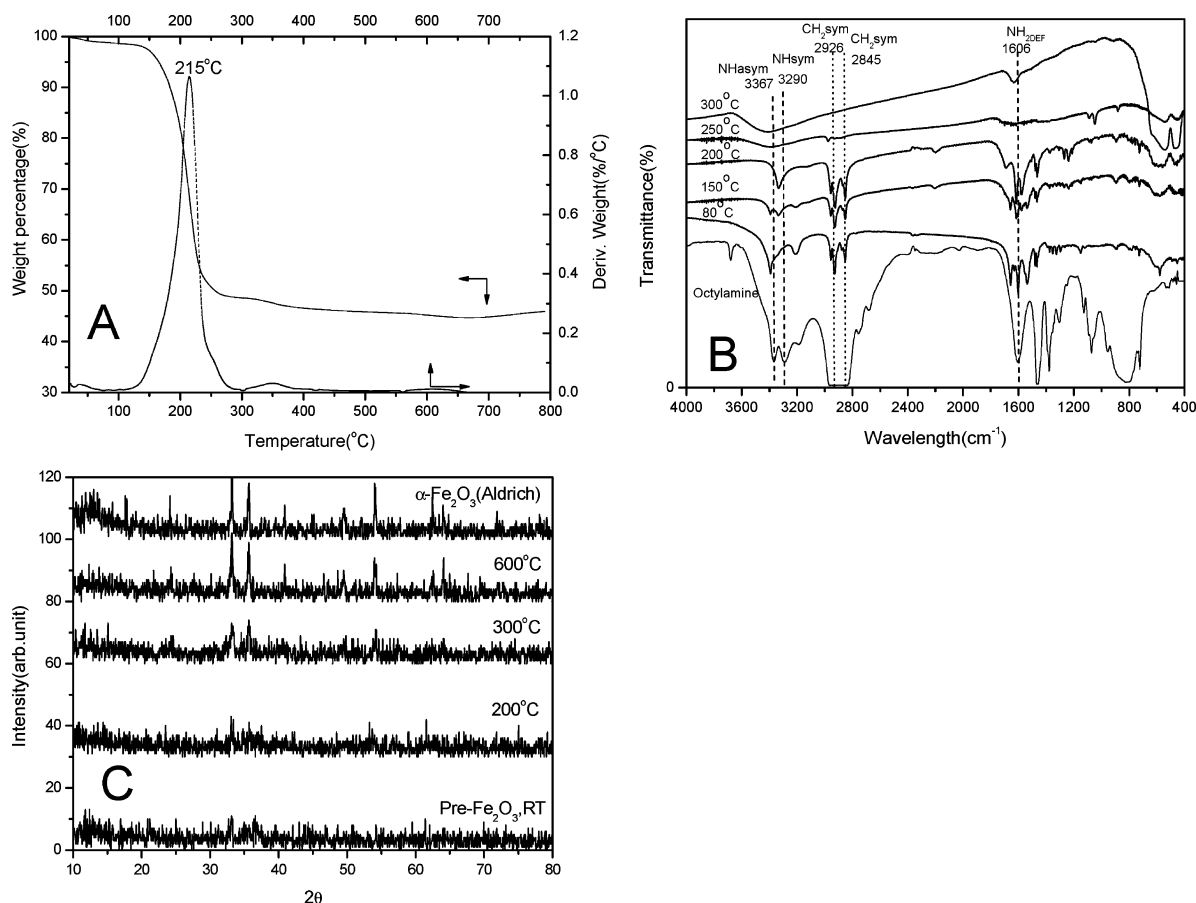 0 100 200 300 400 500 600 700
100
90
80
70
60
50
40
30
Weight percentage(%)
215°C
A
1.2
1.0
0.8
0.6
0.4
0.2
0.0
Deriv. Weight(%/°C)
100 200 300 400 500 600 700 800
Temperature(°C)
CH₂sym
2926
CH₂sym
2845
NH₂DEF
1606
NHasym
3367
NHsym
3290
300°C
250°C
200°C
150°C
80°C
Octylamine
B
Transmittance(%)
0
4000 3600 3200 2800 2400 2000 1600 1200 800 400
Wavelength(cm⁻¹)
120
100
80
60
40
20
0
Intensity(arb.unit)
α-Fe₂O₃(Aldrich)
600°C
300°C
200°C
C
Pre-Fe₂O₃,RT
10 20 30 40 50 60 70 80
2θ